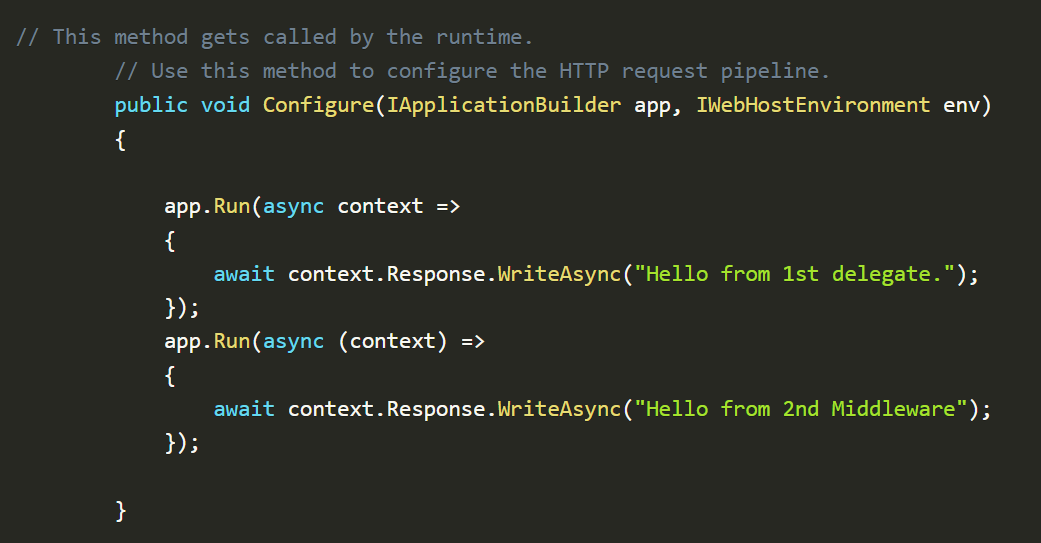 // This method gets called by the runtime.
// Use this method to configure the HTTP request pipeline.
public void Configure(IApplicationBuilder app, IWebHostEnvironment env)
{
app.Run(async context =>
{
await context.Response.WriteAsync("Hello from 1st delegate.");
});
app.Run(async (context) =>
{
await context.Response.WriteAsync("Hello from 2nd Middleware");
});
}